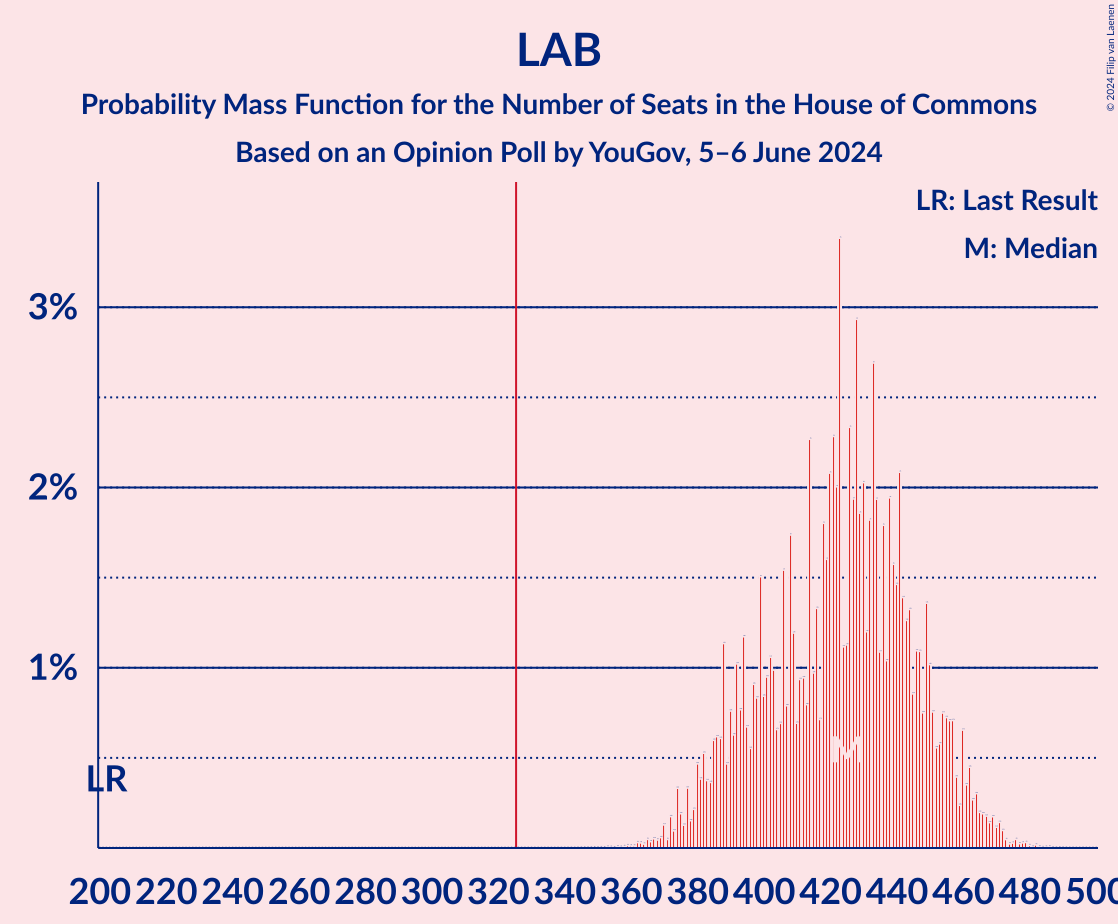 LAB
Probability Mass Function for the Number of Seats in the House of Commons
Based on an Opinion Poll by YouGov, 5–6 June 2024
© 2024 Filip van Laenen
LR: Last Result
M: Median
3%
2%
1%
LR
M
200 220 240 260 280 300 320 340 360 380 400 420 440 460 480 500